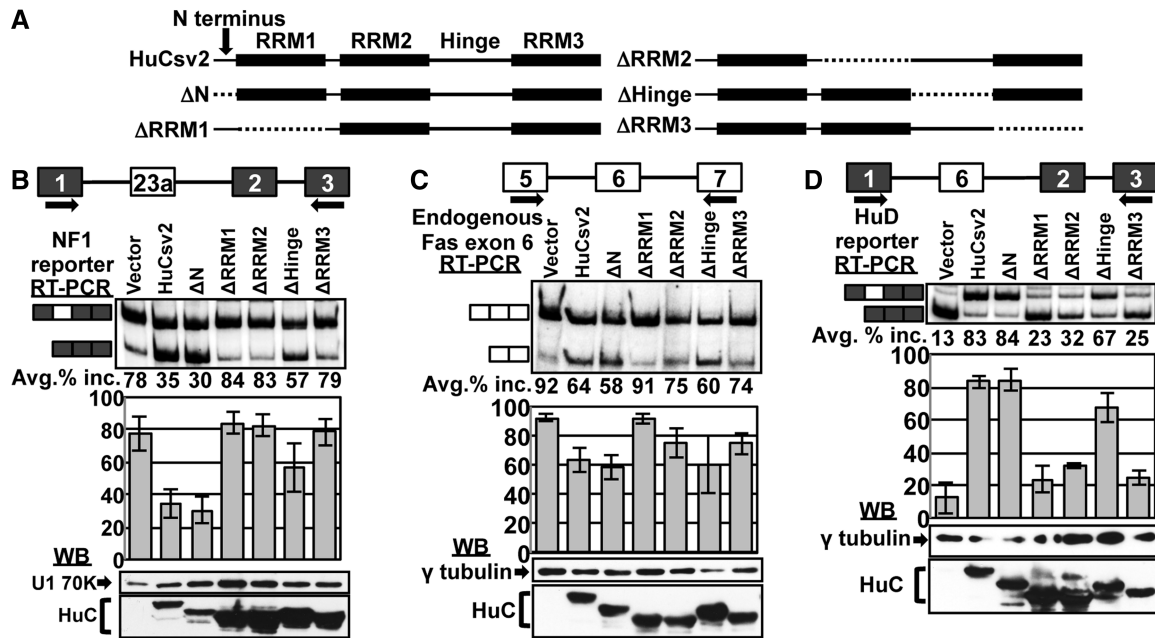 A
N terminus
HuCsv2
RRM1
RRM2
Hinge
RRM3
ΔN
ΔRRM1
ΔRRM2
ΔHinge
ΔRRM3
B
1
23a
2
3
NF1
reporter
RT-PCR
Vector
HuCsv2
ΔN
ΔRRM1
ΔRRM2
ΔHinge
ΔRRM3
Avg.% inc. 78 35 30 84 83 57 79
100
80
60
40
20
0
WB
U1 70K
HuC
C
5
6
7
Endogenous
Fas exon 6
RT-PCR
Vector
HuCsv2
ΔN
ΔRRM1
ΔRRM2
ΔHinge
ΔRRM3
Avg.% inc. 92 64 58 91 75 60 74
100
80
60
40
20
0
WB
γ tubulin
HuC
D
1
6
2
3
HuD
reporter
RT-PCR
Vector
HuCsv2
ΔN
ΔRRM1
ΔRRM2
ΔHinge
ΔRRM3
Avg. % inc. 13 83 84 23 32 67 25
100
80
60
40
20
0
WB
γ tubulin
HuC